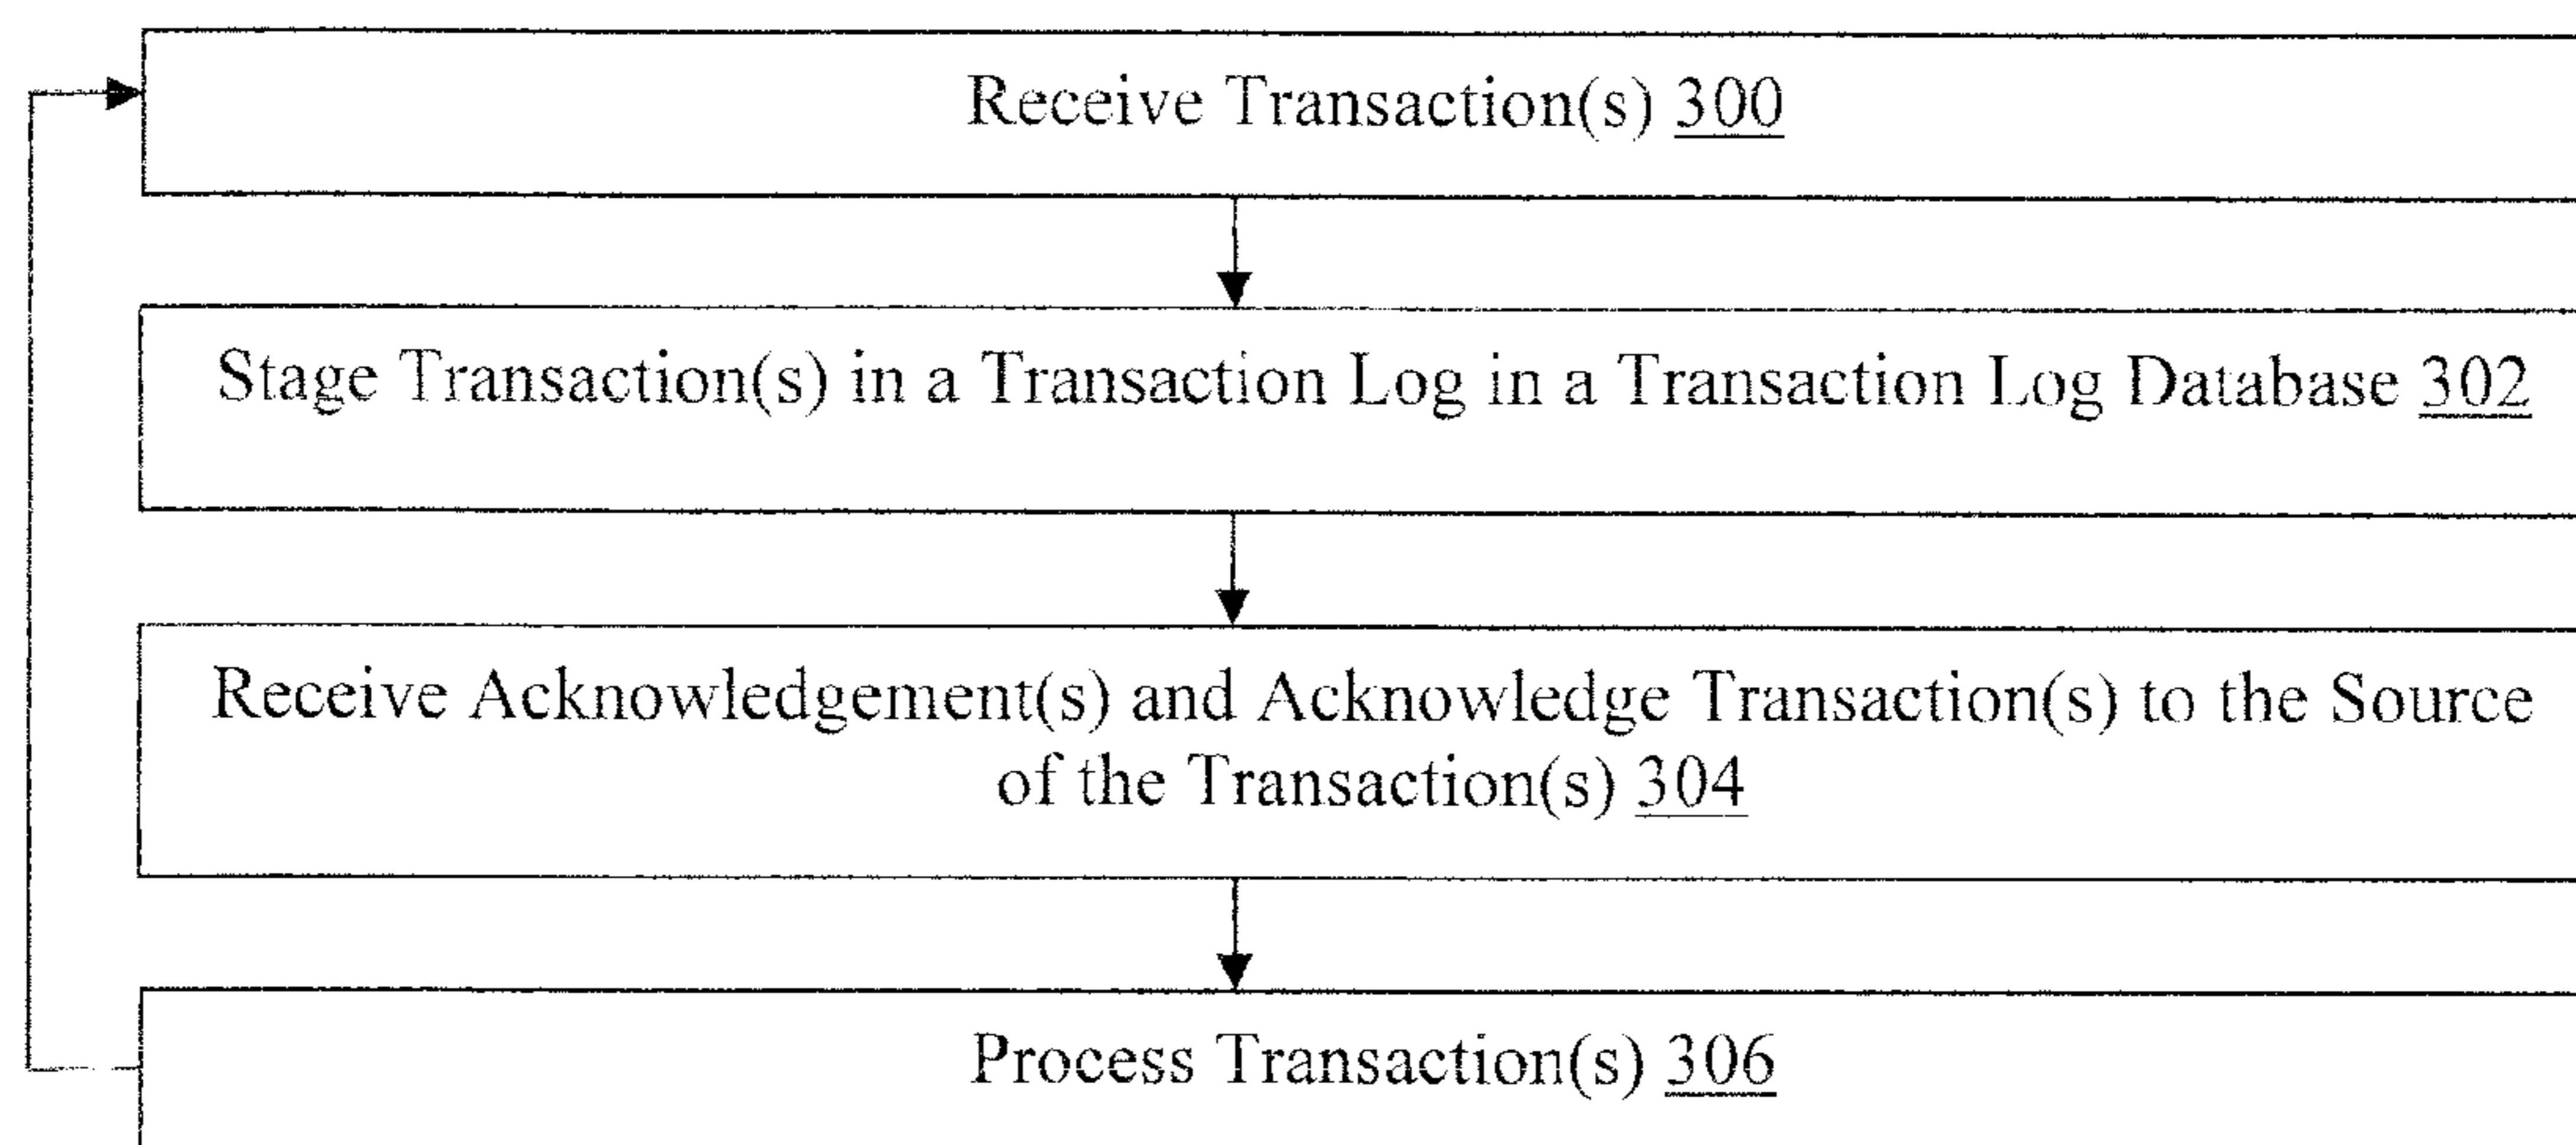 Receive Transaction(s) 300
Stage Transaction(s) in a Transaction Log in a Transaction Log Database 302
Receive Acknowledgement(s) and Acknowledge Transaction(s) to the Source
of the Transaction(s) 304
Process Transaction(s) 306